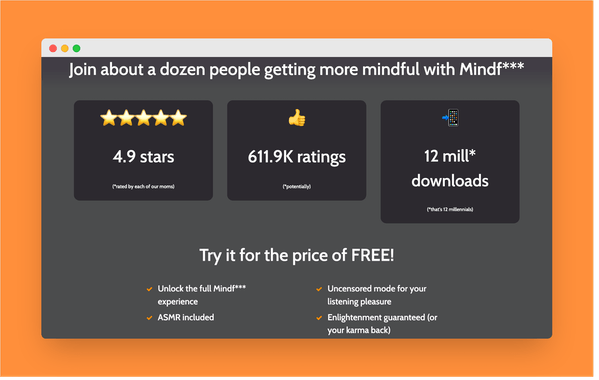 Join about a dozen people getting more mindful with Mindf***
4.9 stars
(*rated by each of our moms)
611.9K ratings
(*potentially)
12 mill*
downloads
(*that's 12 millennials)
Try it for the price of FREE!
Unlock the full Mindf***
experience
ASMR included
Uncensored mode for your
listening pleasure
Enlightenment guaranteed (or
your karma back)